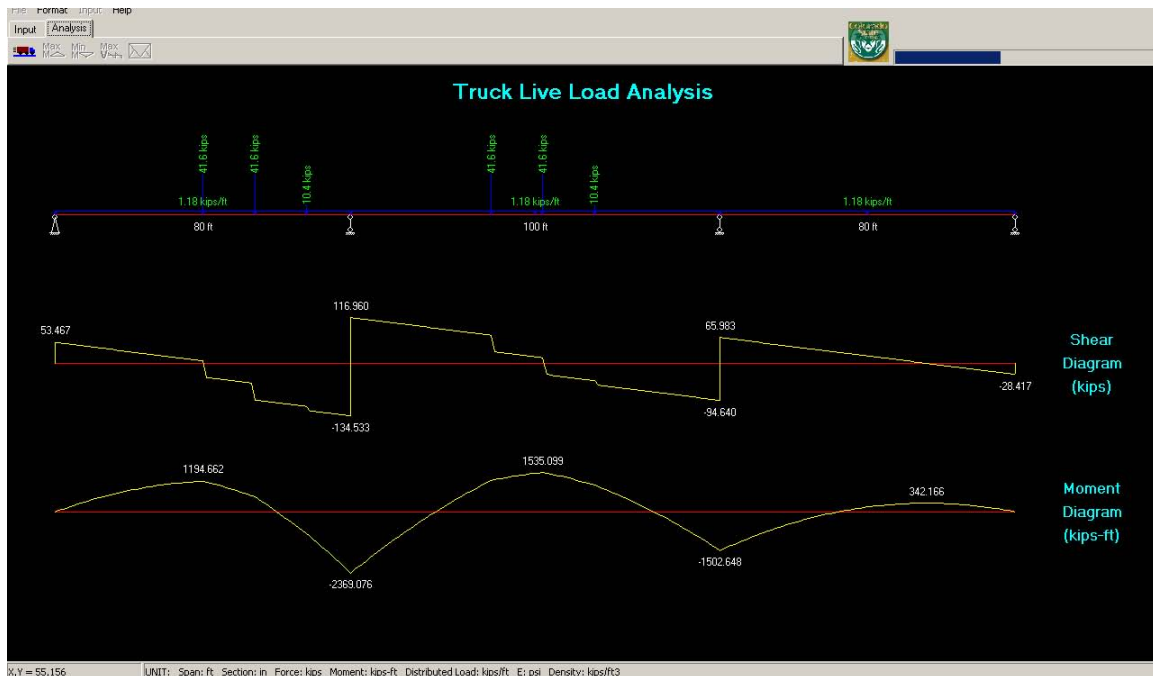 File Format Input Help
Input Analysis
Max Min Max
M M V
Colorado
Truck Live Load Analysis
41.6 kips 41.6 kips 10.4 kips 41.6 kips 41.6 kips 10.4 kips
1.18 kips/ft 1.18 kips/ft 1.18 kips/ft
80 ft 100 ft 80 ft
116.960
53.467 65.983
Shear
Diagram
(kips)
-28.417
-94.640
-134.533
1194.662 1535.099
342.166
Moment
Diagram
(kips-ft)
-1502.648
-2369.076
X,Y = 55.156 UNIT: Span: ft Section: in Force: kips Moment: kips-ft Distributed Load: kips/ft E: psi Density: kips/ft3